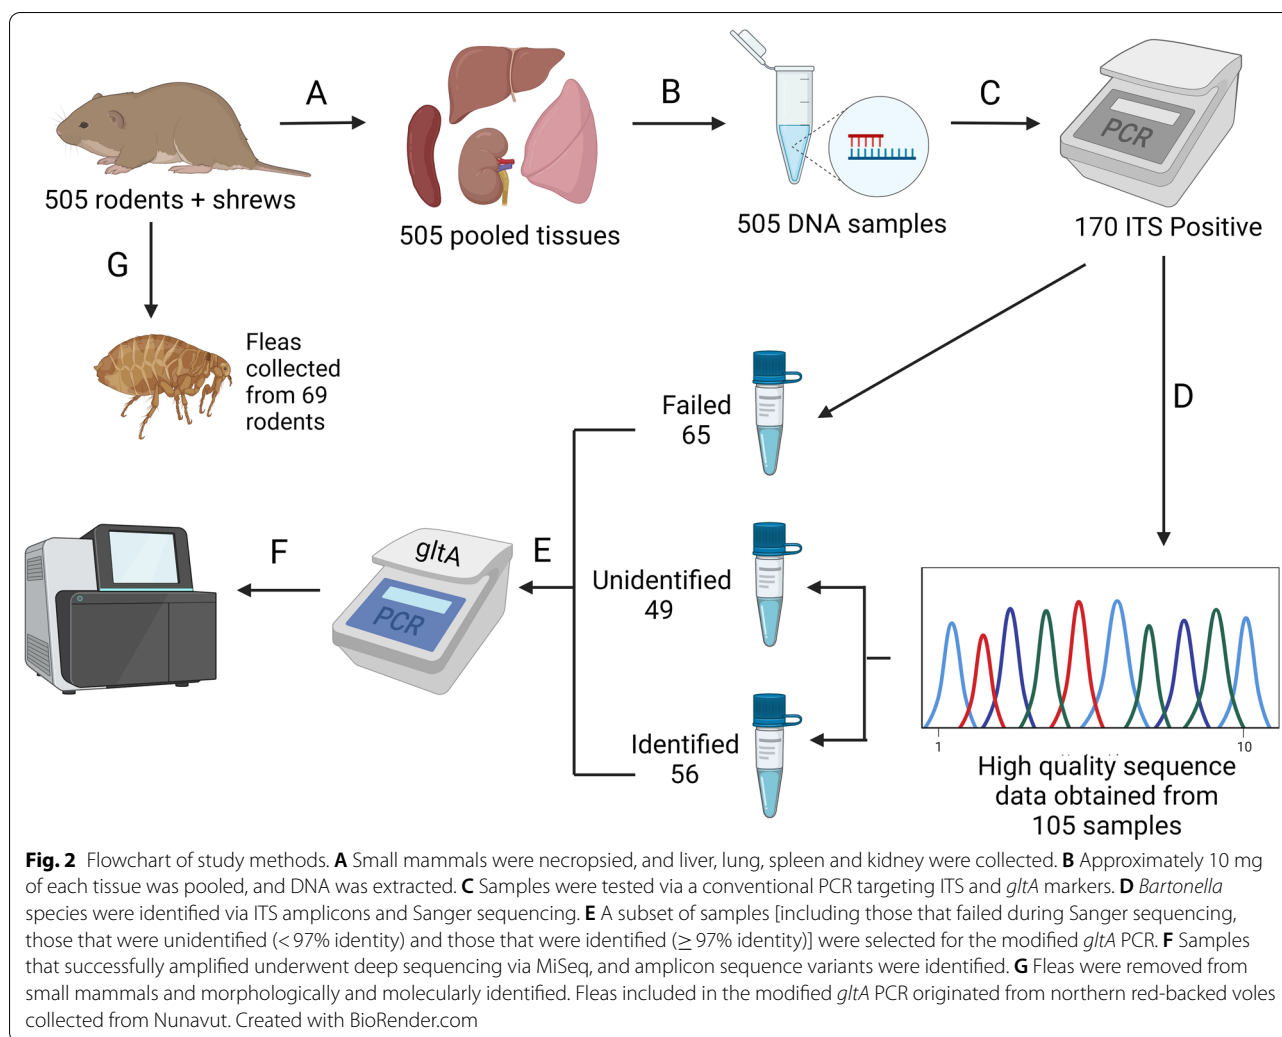 A
B
C
PCR
PCR
505 rodents + shrews
505 pooled tissues
505 DNA samples
170 ITS Positive
G
Fleas
collected
from 69
rodents
D
Failed
65
Unidentified
49
Identified
56
E
gltA
PCR
F
1
10
High quality sequence
data obtained from
105 samples
Fig. 2 Flowchart of study methods. A Small mammals were necropsied, and liver, lung, spleen and kidney were collected. B Approximately 10 mg
of each tissue was pooled, and DNA was extracted. C Samples were tested via a conventional PCR targeting ITS and gltA markers. D Bartonella
species were identified via ITS amplicons and Sanger sequencing. E A subset of samples [including those that failed during Sanger sequencing,
those that were unidentified (< 97% identity) and those that were identified (≥ 97% identity)] were selected for the modified gltA PCR. F Samples
that successfully amplified underwent deep sequencing via MiSeq, and amplicon sequence variants were identified. G Fleas were removed from
small mammals and morphologically and molecularly identified. Fleas included in the modified gltA PCR originated from northern red-backed voles
collected from Nunavut. Created with BioRender.com